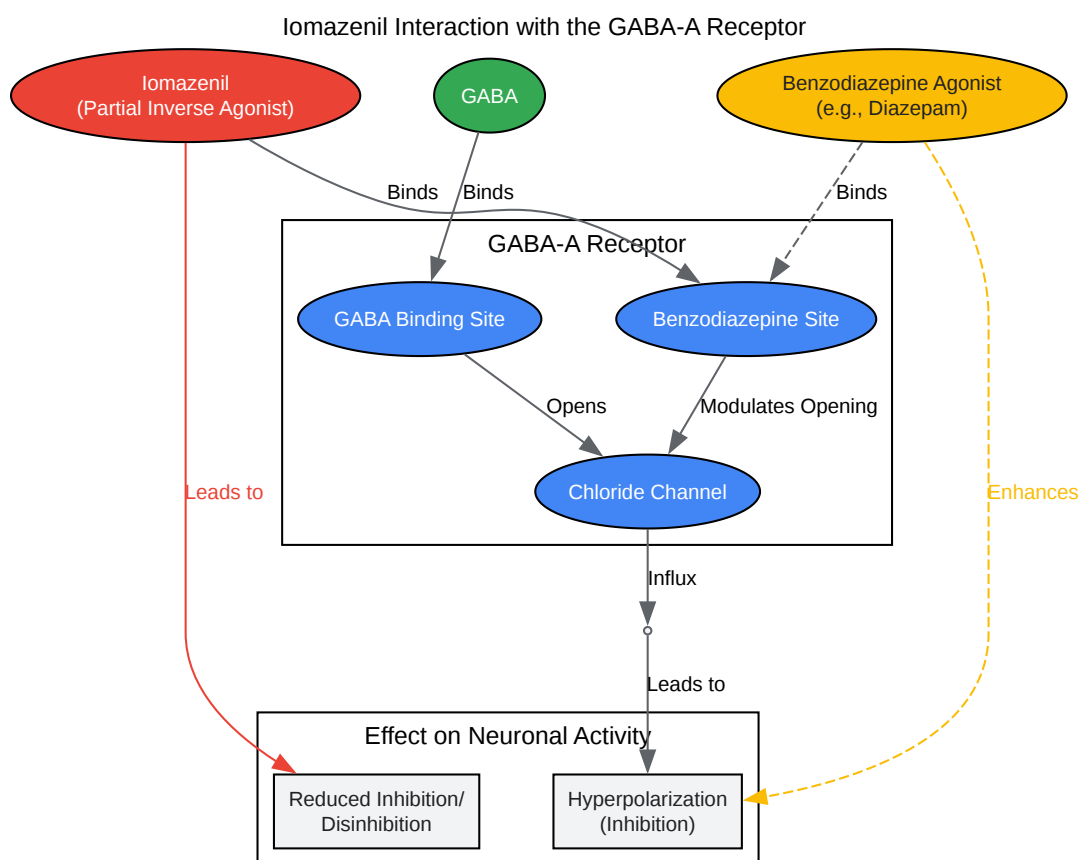 Iomazenil Interaction with the GABA-A Receptor
Iomazenil
(Partial Inverse Agonist)
GABA
Benzodiazepine Agonist
(e.g., Diazepam)
Binds
Binds
Binds
GABA-A Receptor
GABA Binding Site
Benzodiazepine Site
Opens
Modulates Opening
Leads to
Chloride Channel
Enhances
Influx
Leads to
Effect on Neuronal Activity
Reduced Inhibition/
Disinhibition
Hyperpolarization
(Inhibition)